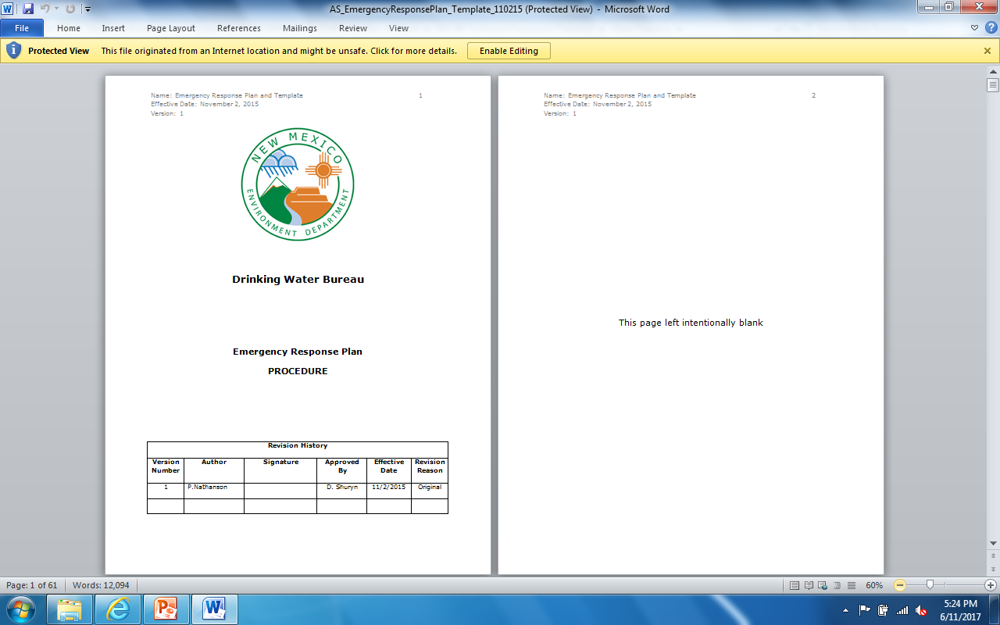 AS_EmergencyResponsePlan_Template_110215 (Protected View) - Microsoft Word
File Home Insert Page Layout References Mailings Review View
Protected View This file originated from an Internet location and might be unsafe. Click for more details. Enable Editing
Name: Emergency Response Plan and Template 1
Effective Date: November 2, 2015
Version: 1
NEW MEXICO
ENVIRONMENT DEPARTMENT
Drinking Water Bureau
Emergency Response Plan
PROCEDURE
Revision History
Version Number Author Signature Approved By Effective Date Revision Reason
1 P.Nathanson D. Shuryn 11/2/2015 Original
Name: Emergency Response Plan and Template 2
Effective Date: November 2, 2015
Version: 1
This page left intentionally blank
Page: 1 of 61 Words: 12,094 60%
5:24 PM
6/11/2017